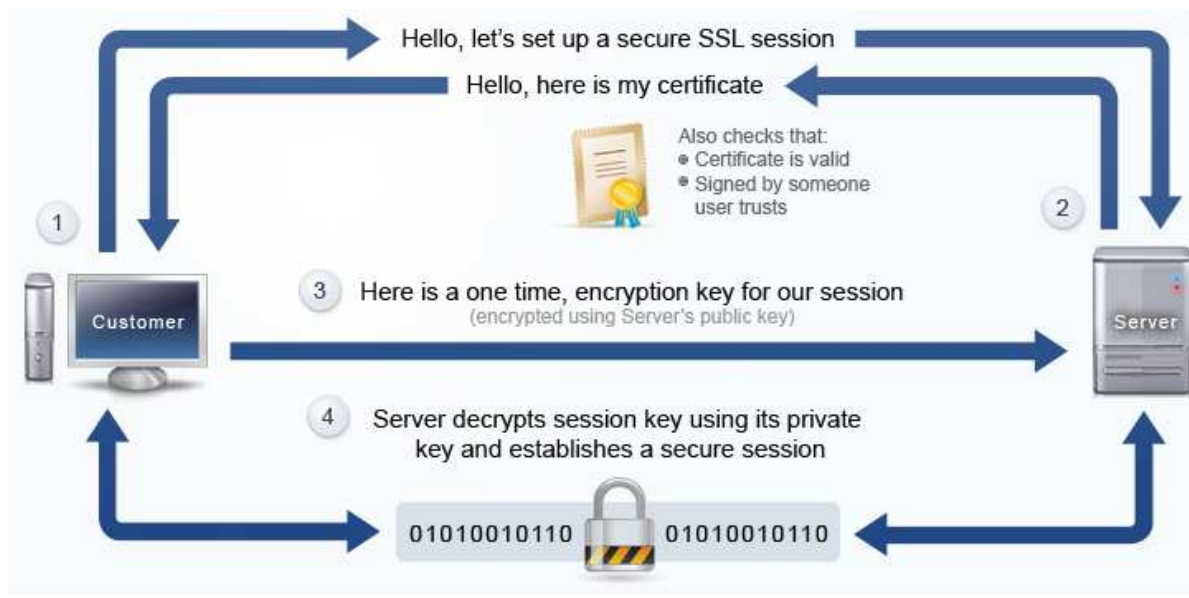 Hello, let's set up a secure SSL session
Hello, here is my certificate
Also checks that:
Certificate is valid
Signed by someone
user trusts
1
2
3 Here is a one time, encryption key for our session
(encrypted using Server's public key)
Customer
Server
4 Server decrypts session key using its private
key and establishes a secure session
01010010110 01010010110